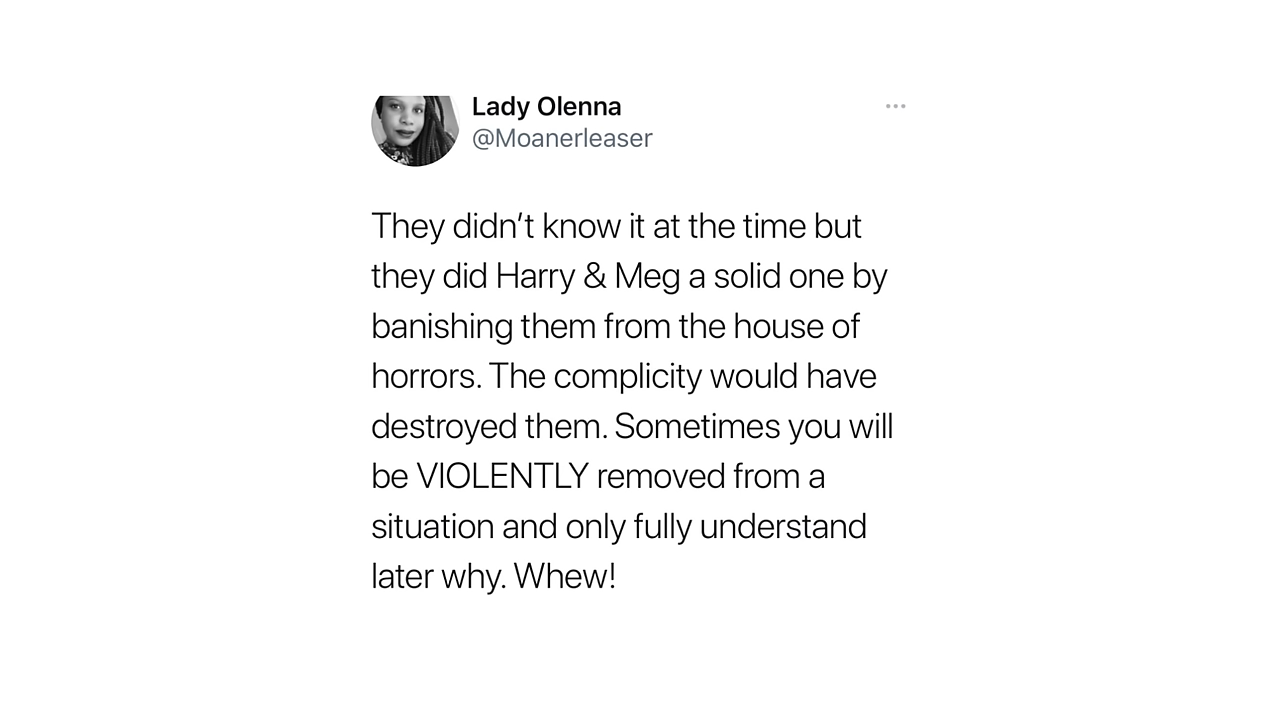 Lady Olenna
@Moanerleaser
They didn’t know it at the time but
they did Harry & Meg a solid one by
banishing them from the house of
horrors. The complicity would have
destroyed them. Sometimes you will
be VIOLENTLY removed from a
situation and only fully understand
later why. Whew!